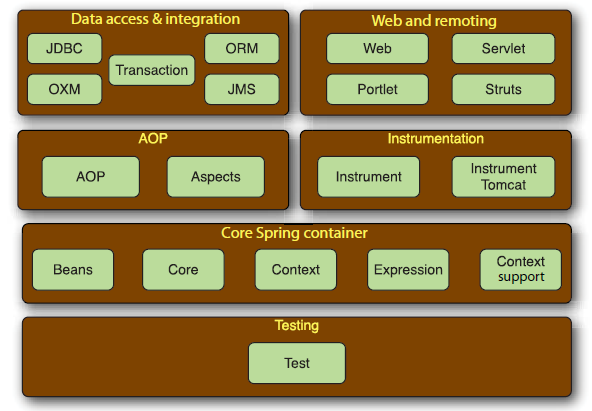 Data access & integration
JDBC
ORM
Transaction
OXM
JMS
Web and remoting
Web
Servlet
Portlet
Struts
AOP
AOP
Aspects
Instrumentation
Instrument
Instrument
Tomcat
Core Spring container
Beans
Core
Context
Expression
Context
support
Testing
Test